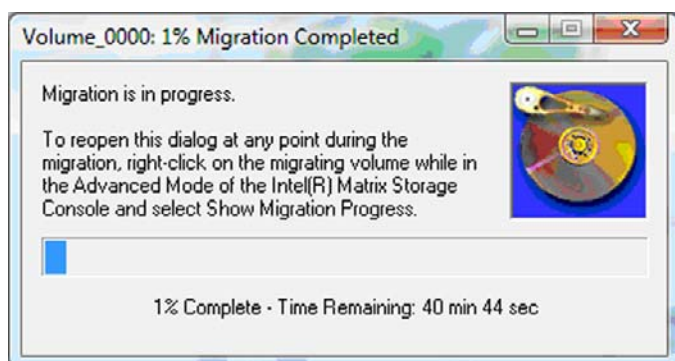 Volume_0000: 1% Migration Completed
Migration is in progress.
To reopen this dialog at any point during the
migration, right-click on the migrating volume while in
the Advanced Mode of the Intel(R) Matrix Storage
Console and select Show Migration Progress.
1% Complete - Time Remaining: 40 min 44 sec